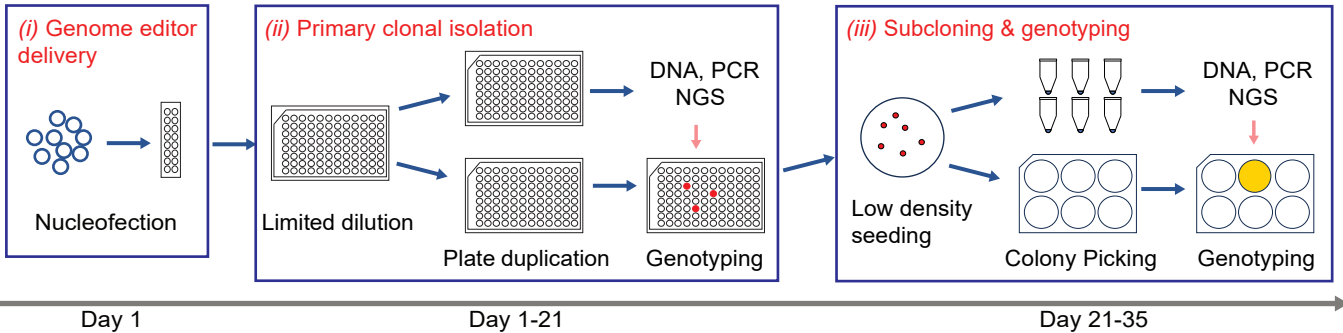 (i) Genome editor
delivery
Nucleofection
(ii) Primary clonal isolation
Limited dilution
DNA, PCR
NGS
Plate duplication
Genotyping
(iii) Subcloning & genotyping
Low density
seeding
DNA, PCR
NGS
Colony Picking
Genotyping
Day 1
Day 1-21
Day 21-35